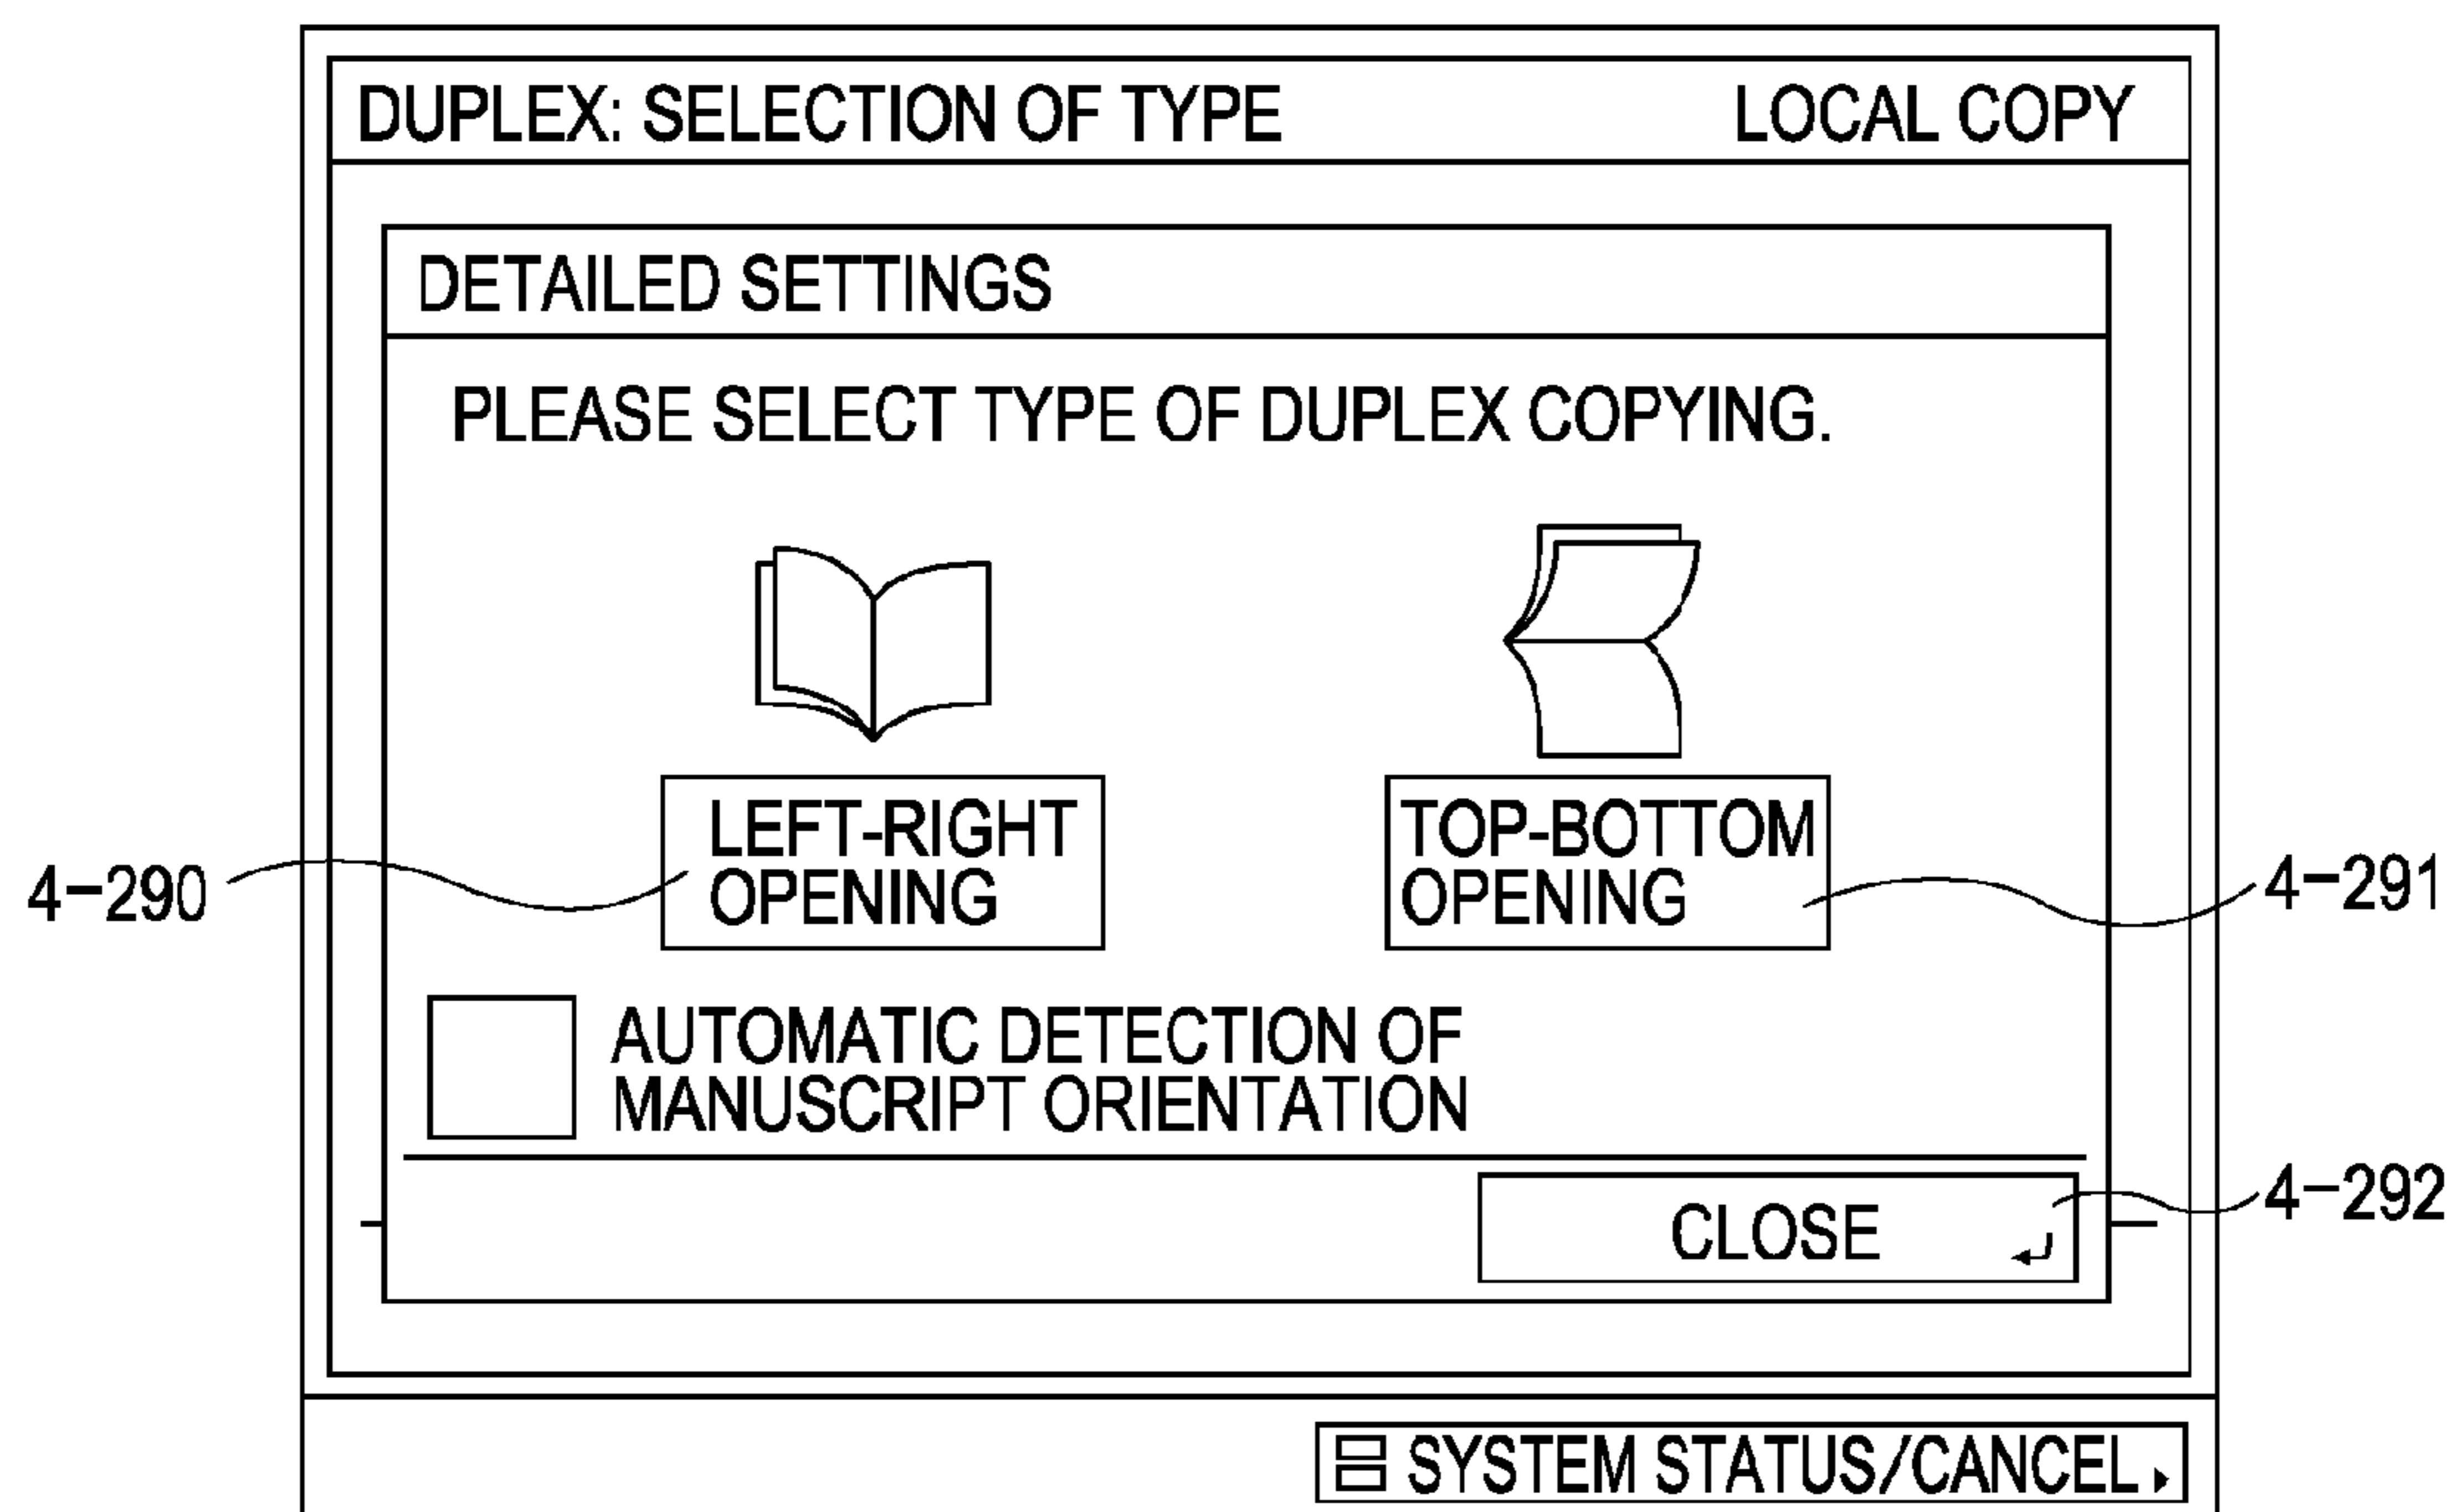 DUPLEX: SELECTION OF TYPE LOCAL COPY
DETAILED SETTINGS
PLEASE SELECT TYPE OF DUPLEX COPYING.
LEFT-RIGHT
OPENING
TOP-BOTTOM
OPENING
4-290
4-291
AUTOMATIC DETECTION OF
MANUSCRIPT ORIENTATION
CLOSE
4-292
SYSTEM STATUS/CANCEL